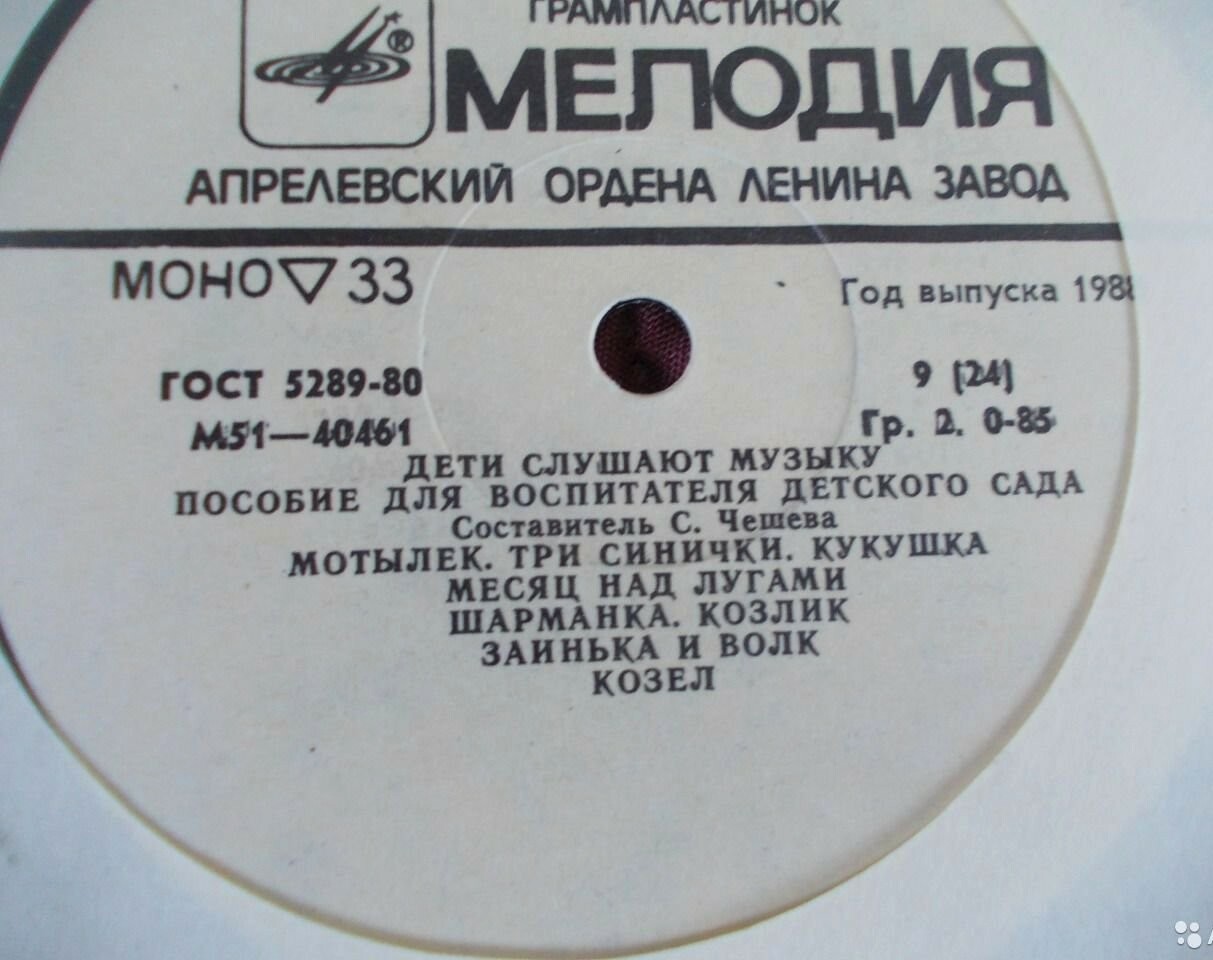 ГРАМПЛАСТИНОК
®
МЕЛОДИЯ
АПРЕЛЕВСКИЙ ОРДЕНА ЛЕНИНА ЗАВОД
МОНО ▽ 33
Год выпуска 1988
ГОСТ 5289-80
9 (24)
М51—40461
Гр. 2. 0-85
ДЕТИ СЛУШАЮТ МУЗЫКУ
ПОСОБИЕ ДЛЯ ВОСПИТАТЕЛЯ ДЕТСКОГО САДА
Составитель С. Чешева
МОТЫЛЕК. ТРИ СИНИЧКИ. КУКУШКА
МЕСЯЦ НАД ЛУГАМИ
ШАРМАНКА. КОЗЛИК
ЗАИНЬКА И ВОЛК
КОЗЕЛ